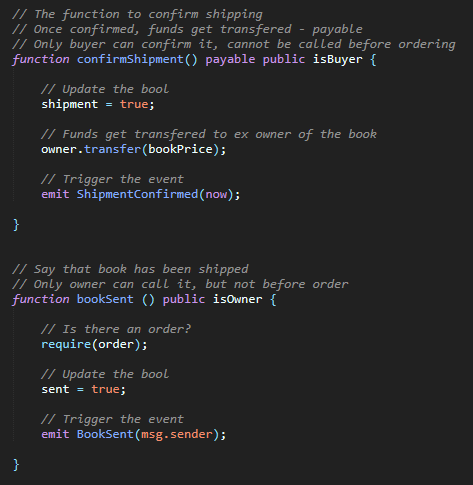 // The function to confirm shipping
// Once confirmed, funds get transfered - payable
// Only buyer can confirm it, cannot be called before ordering
function confirmShipment() payable public isBuyer {
// Update the bool
shipment = true;
// Funds get transfered to ex owner of the book
owner.transfer(bookPrice);
// Trigger the event
emit ShipmentConfirmed(now);
}
// Say that book has been shipped
// Only owner can call it, but not before order
function bookSent () public isOwner {
// Is there an order?
require(order);
// Update the bool
sent = true;
// Trigger the event
emit BookSent(msg.sender);
}